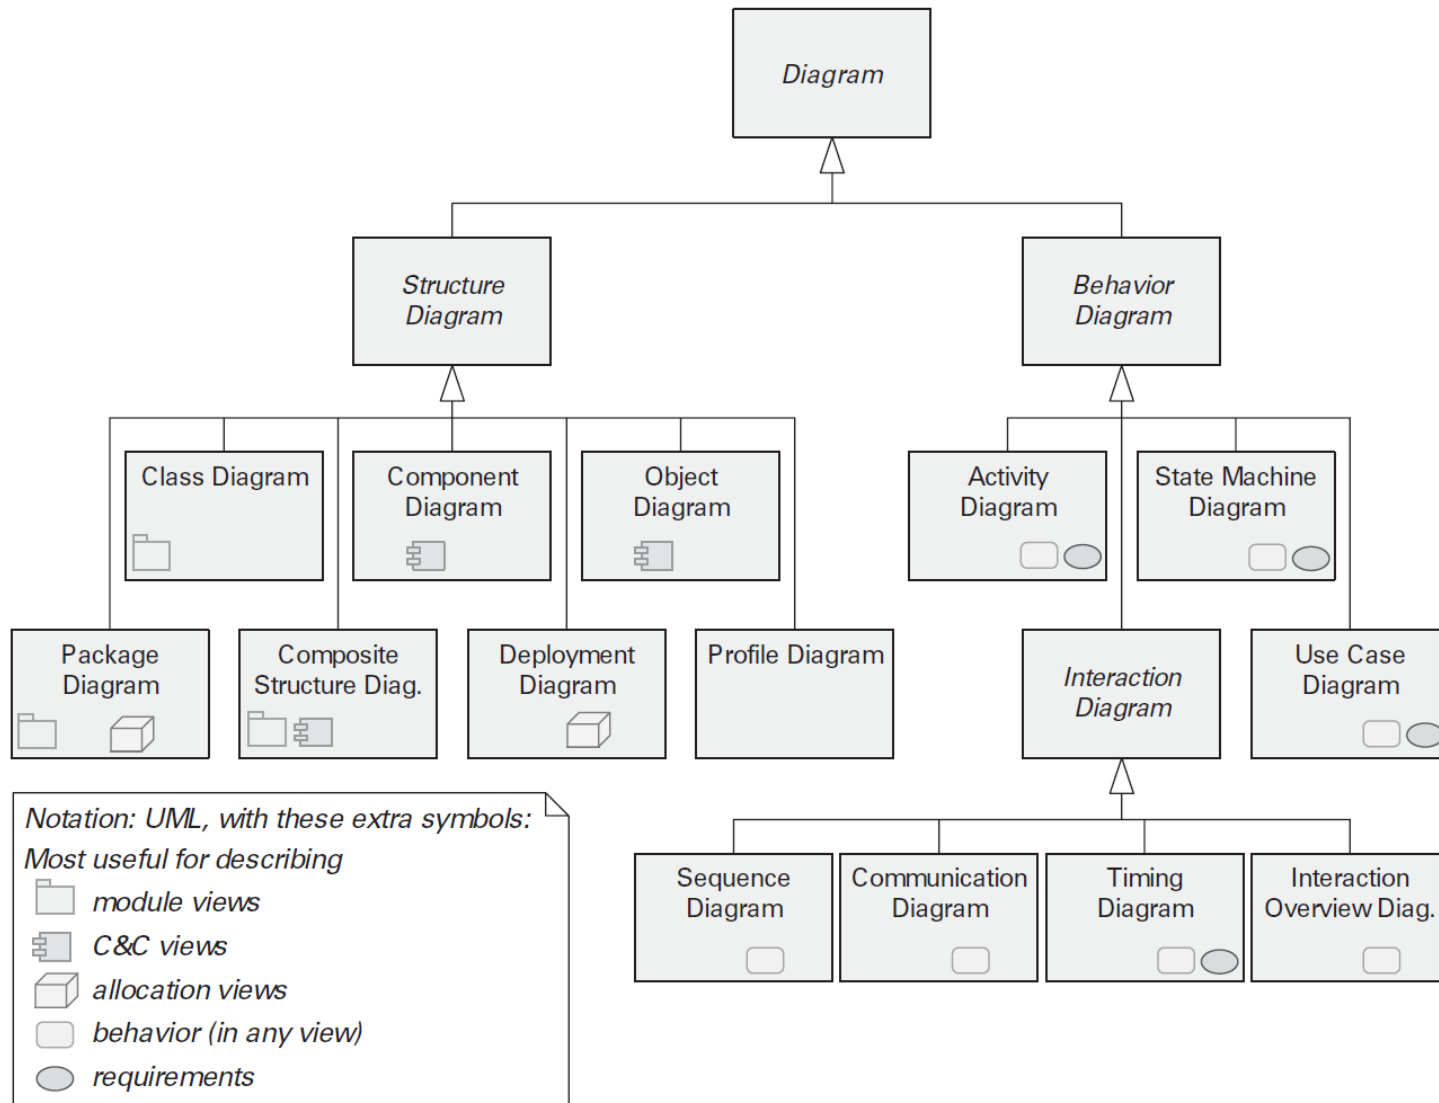 Diagram
Structure
Diagram
Behavior
Diagram
Class Diagram
Component
Diagram
Object
Diagram
Activity
Diagram
State Machine
Diagram
Package
Diagram
Composite
Structure Diag.
Deployment
Diagram
Profile Diagram
Interaction
Diagram
Use Case
Diagram
Notation: UML, with these extra symbols:
Most useful for describing
module views
C&C views
allocation views
behavior (in any view)
requirements
Sequence
Diagram
Communication
Diagram
Timing
Diagram
Interaction
Overview Diag.